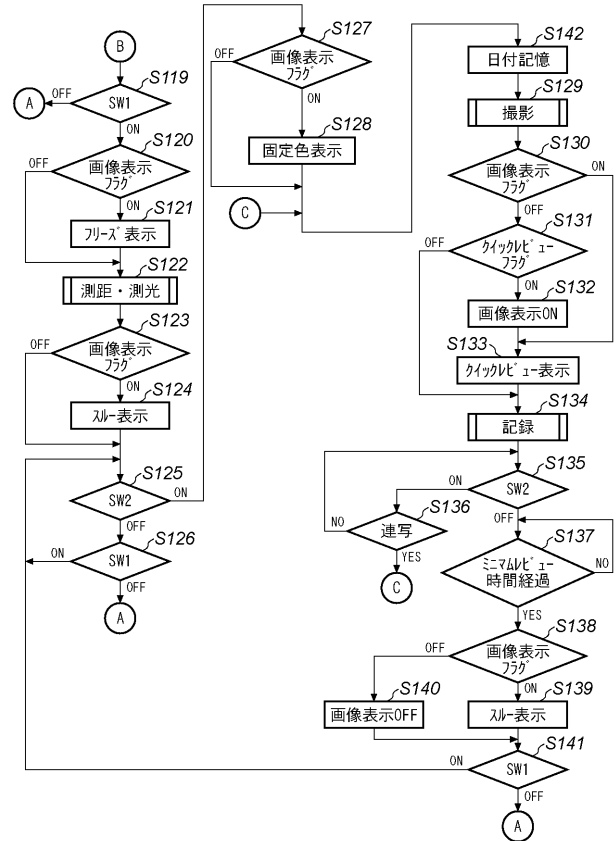 B
S119
SW1
OFF
A
ON
S120
画像表示
フラグ
OFF
ON
S121
フリーズ表示
S122
測距・測光
S123
画像表示
フラグ
OFF
ON
S124
スルー表示
S125
SW2
ON
OFF
S126
SW1
ON
OFF
A
S127
画像表示
フラグ
OFF
ON
S128
固定色表示
C
S142
日付記憶
S129
撮影
S130
画像表示
フラグ
ON
OFF
S131
クイックレビュー
フラグ
OFF
ON
S132
画像表示ON
S133
クイックレビュー表示
S134
記録
S135
SW2
ON
OFF
S136
連写
NO
YES
C
S137
ミニマムレビュー
時間経過
NO
YES
S138
画像表示
フラグ
OFF
ON
S140
画像表示OFF
S139
スルー表示
S141
SW1
ON
OFF
A